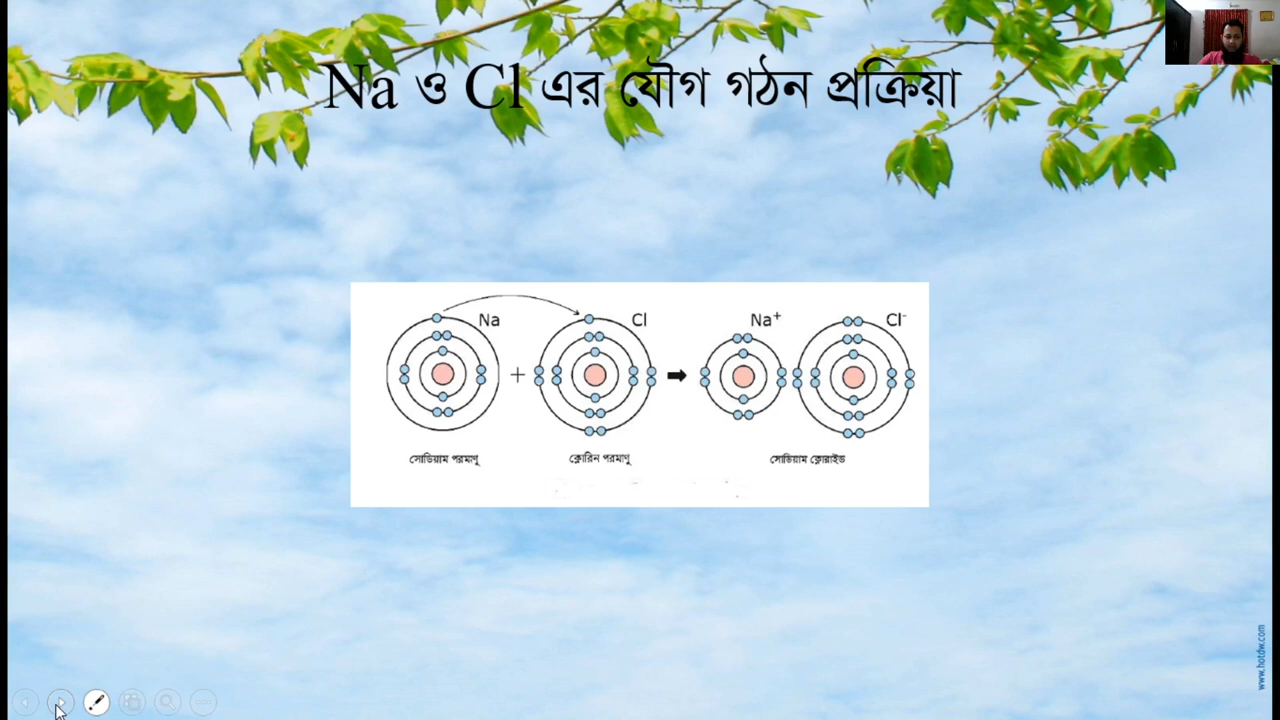 Na ও Cl এর যৌগ গঠন প্রক্রিয়া
Na
Cl
Na⁺
Cl⁻
+
সোডিয়াম পরমাণু
ক্লোরিন পরমাণু
সোডিয়াম ক্লোরাইড
www.hotdw.com